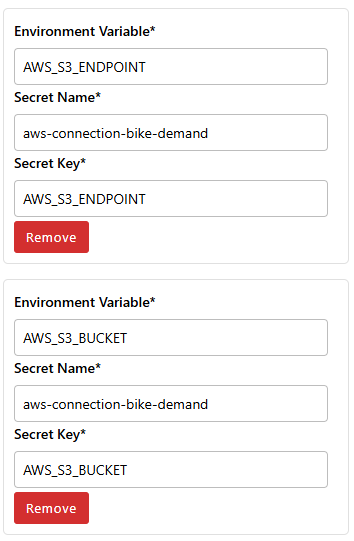 Environment Variable*
AWS_S3_ENDPOINT
Secret Name*
aws-connection-bike-demand
Secret Key*
AWS_S3_ENDPOINT
Remove
Environment Variable*
AWS_S3_BUCKET
Secret Name*
aws-connection-bike-demand
Secret Key*
AWS_S3_BUCKET
Remove